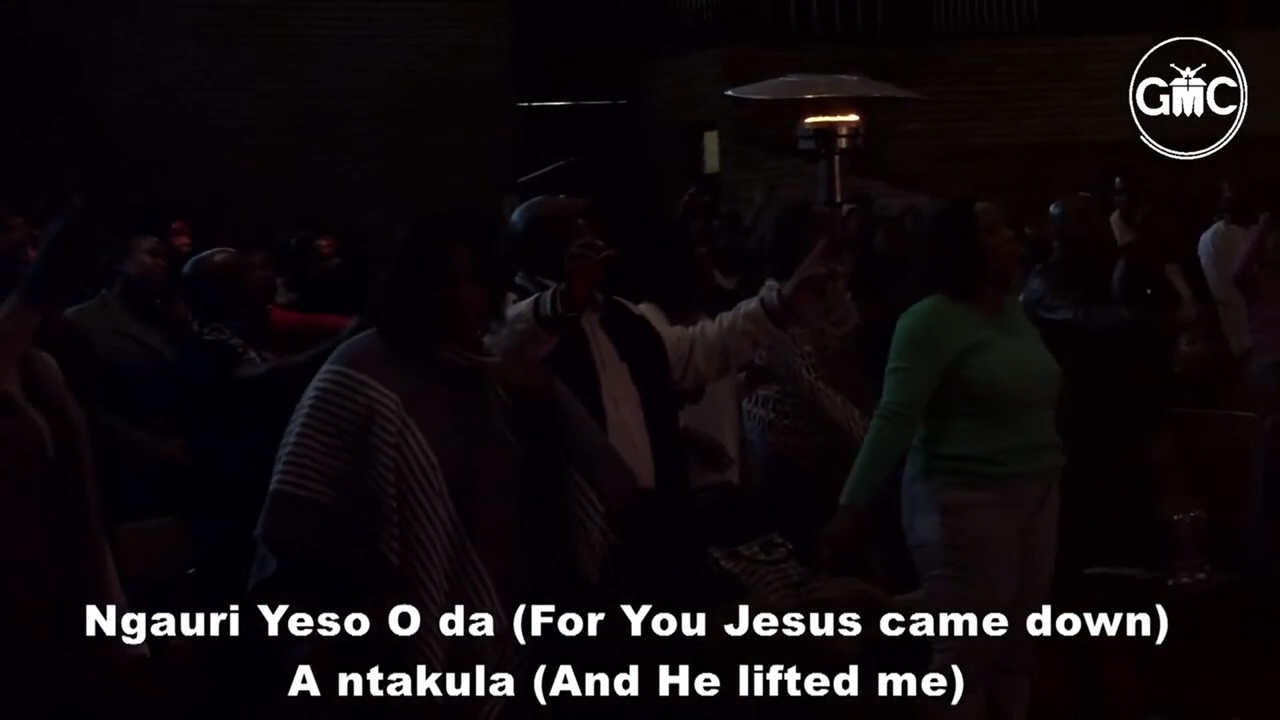 GMC
Ngauri Yeso O da (For You Jesus came down)
A ntakula (And He lifted me)